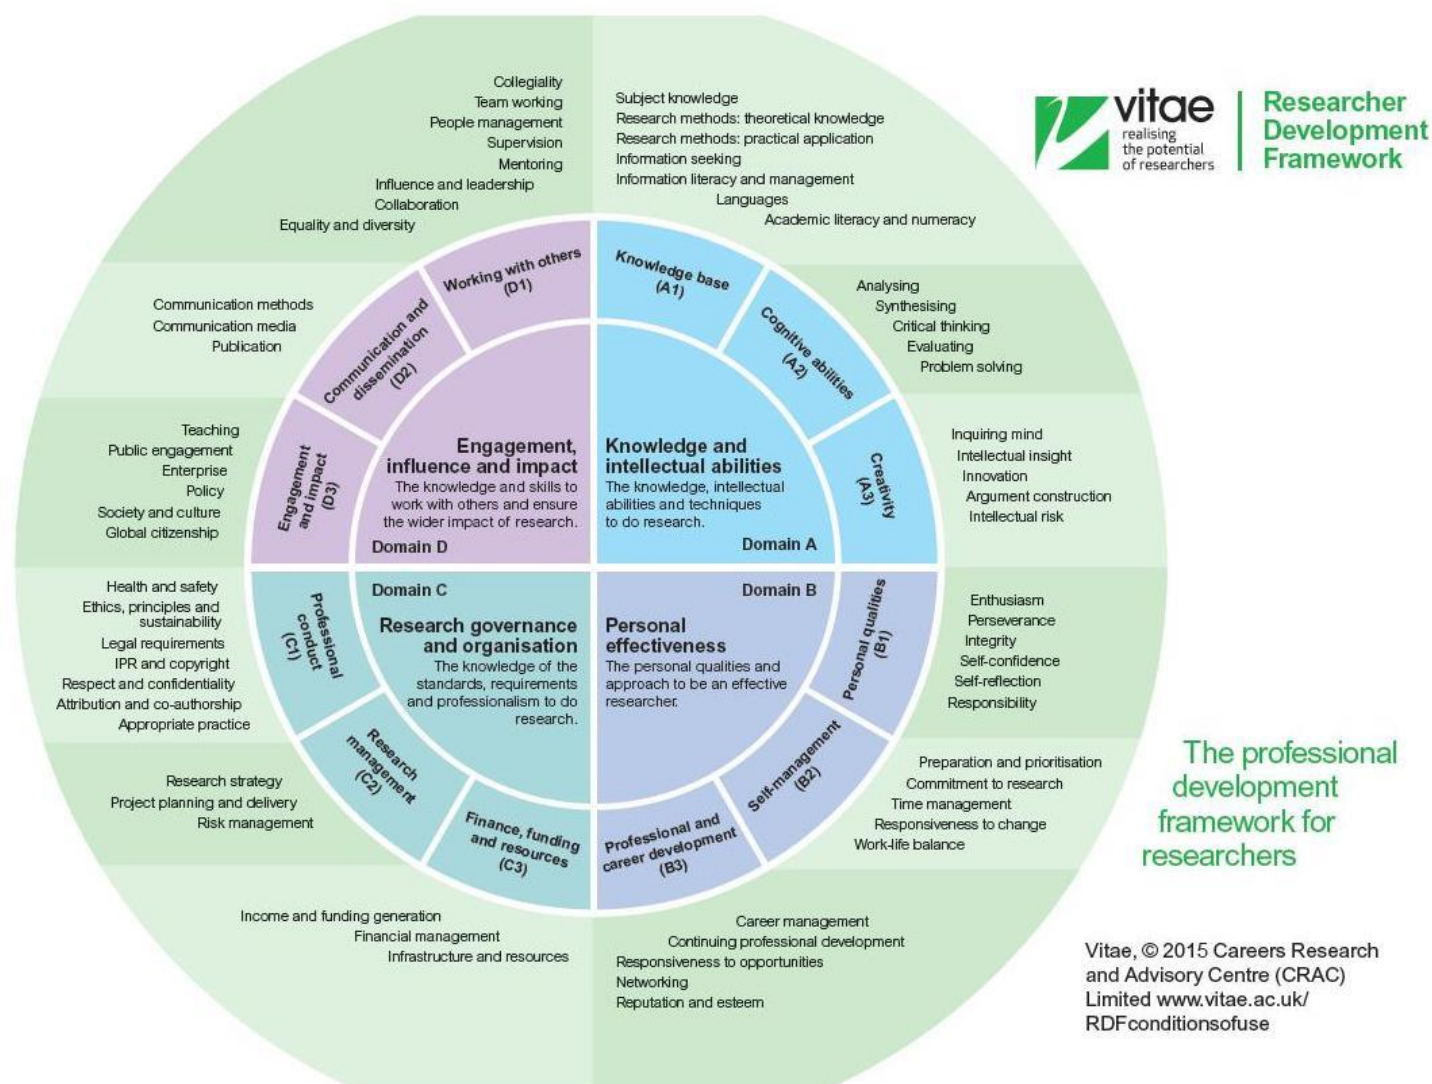 vitae
realising
the potential
of researchers
Researcher
Development
Framework
Collegiality
Team working
People management
Supervision
Mentoring
Influence and leadership
Collaboration
Equality and diversity
Subject knowledge
Research methods: theoretical knowledge
Research methods: practical application
Information seeking
Information literacy and management
Languages
Academic literacy and numeracy
Working with others
(D1)
Knowledge base
(A1)
Communication methods
Communication media
Publication
Communication and
dissemination
(D2)
Cognitive abilities
(A2)
Analysing
Synthesising
Critical thinking
Evaluating
Problem solving
Teaching
Public engagement
Enterprise
Policy
Society and culture
Global citizenship
Engagement
and impact
(D3)
Engagement,
influence and impact
The knowledge and skills to
work with others and ensure
the wider impact of research.
Domain D
Knowledge and
intellectual abilities
The knowledge, intellectual
abilities and techniques
to do research.
Domain A
Creativity
(A3)
Inquiring mind
Intellectual insight
Innovation
Argument construction
Intellectual risk
Health and safety
Ethics, principles and
sustainability
Legal requirements
IPR and copyright
Respect and confidentiality
Attribution and co-authorship
Appropriate practice
Professional
conduct
(C1)
Domain C
Research governance
and organisation
The knowledge of the
standards, requirements
and professionalism to do
research.
Domain B
Personal
effectiveness
The personal qualities and
approach to be an effective
researcher.
Personal qualities
(B1)
Enthusiasm
Perseverance
Integrity
Self-confidence
Self-reflection
Responsibility
Research strategy
Project planning and delivery
Risk management
Research
management
(C2)
Self-management
(B2)
Preparation and prioritisation
Commitment to research
Time management
Responsiveness to change
Work-life balance
Finance, funding
and resources
(C3)
Professional and
career development
(B3)
Income and funding generation
Financial management
Infrastructure and resources
Career management
Continuing professional development
Responsiveness to opportunities
Networking
Reputation and esteem
The professional
development
framework for
researchers
Vitae, © 2015 Careers Research
and Advisory Centre (CRAC)
Limited www.vitae.ac.uk/
RDFconditionsofuse